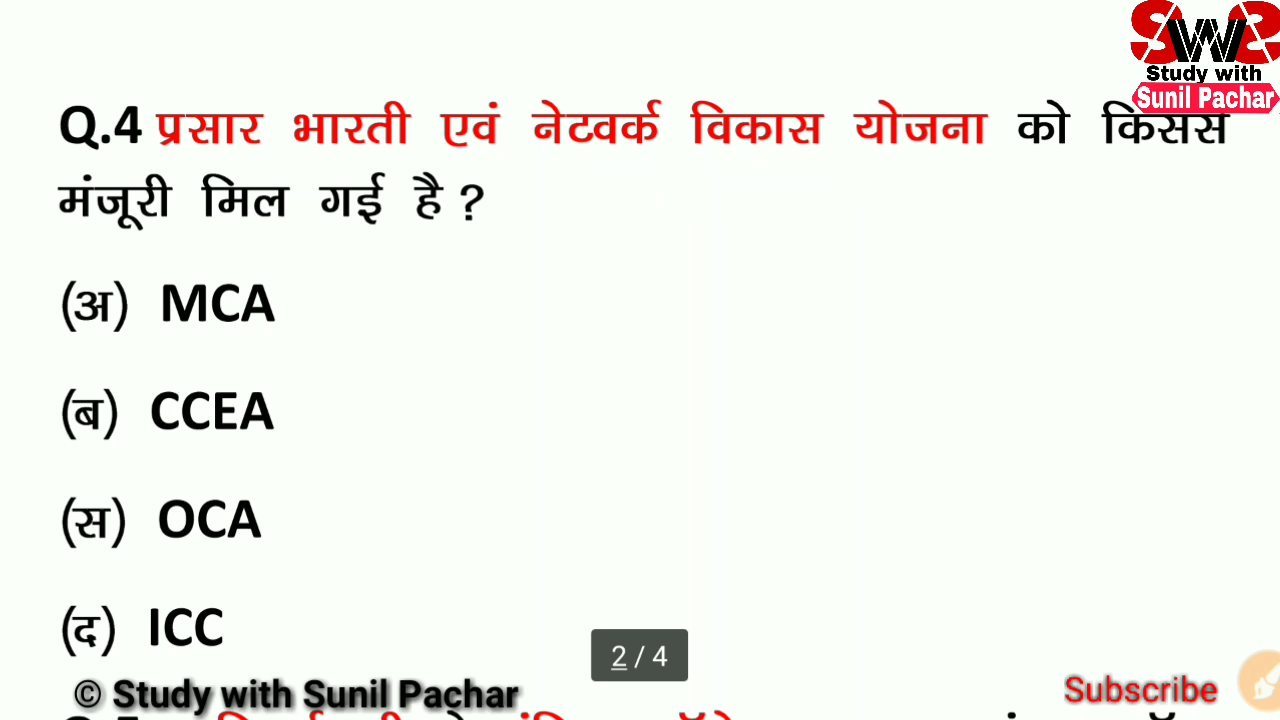 SWS
Study with
Sunil Pachar
Q.4 प्रसार भारती एवं नेटवर्क विकास योजना को किससे
मंजूरी मिल गई है ?
(अ) MCA
(ब) CCEA
(स) OCA
(द) ICC
2 / 4
© Study with Sunil Pachar
Subscribe